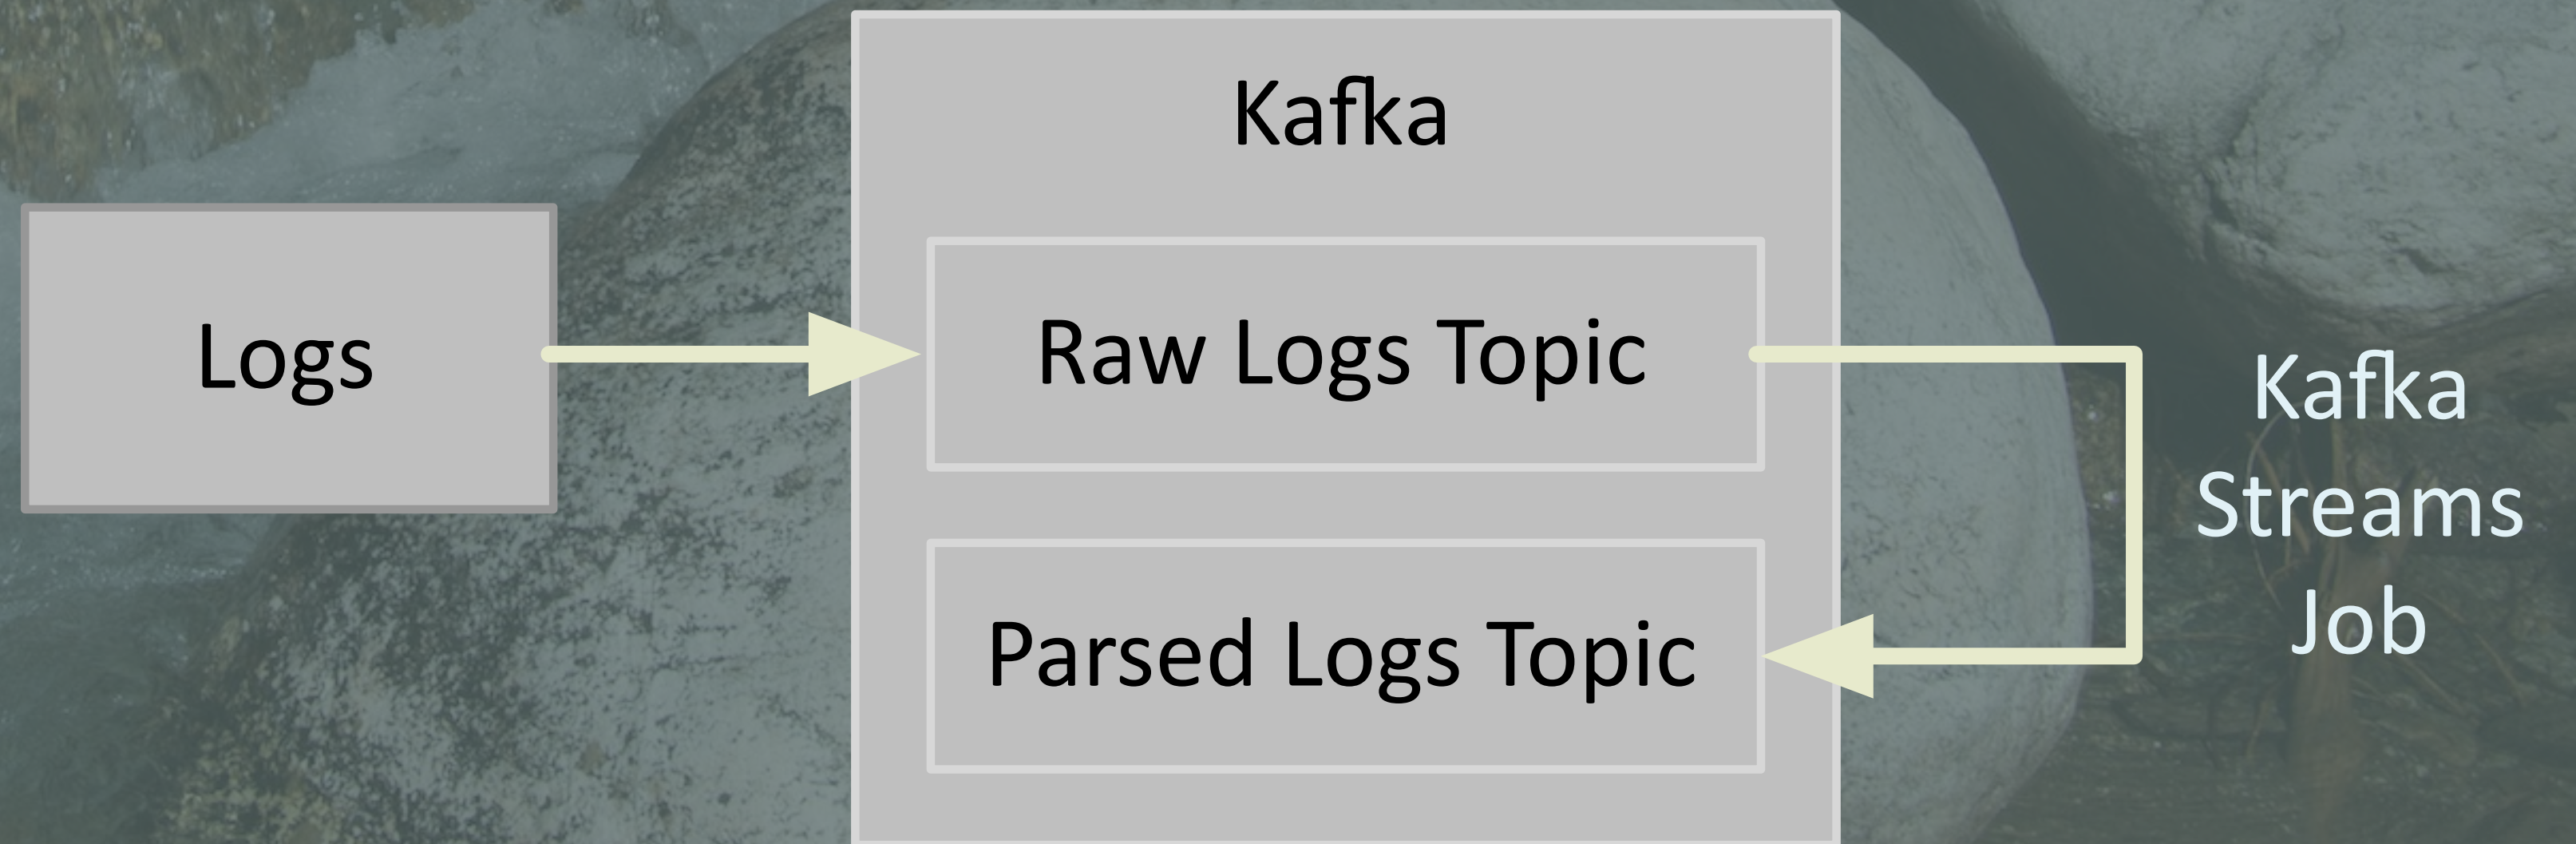 Kafka
Logs
Raw Logs Topic
Parsed Logs Topic
Kafka
Streams
Job